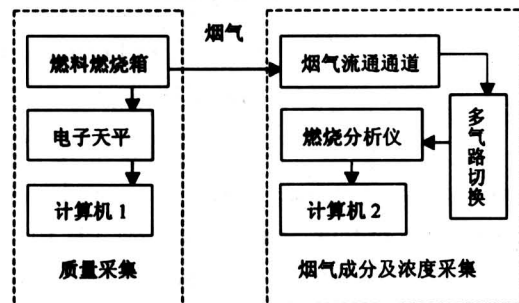 烟气
燃料燃烧箱
电子天平
计算机 1
质量采集
烟气流通通道
多气路切换
燃烧分析仪
计算机 2
烟气成分及浓度采集